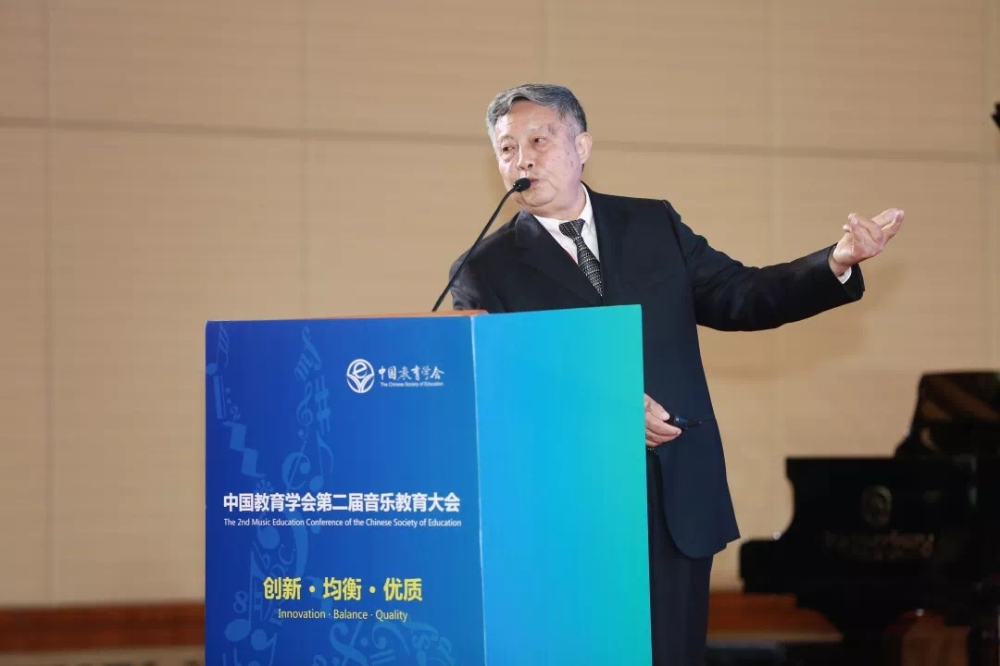 中国教育学会
The Chinese Society of Education
中国教育学会第二届音乐教育大会
The 2nd Music Education Conference of the Chinese Society of Education
创新·均衡·优质
Innovation · Balance · Quality